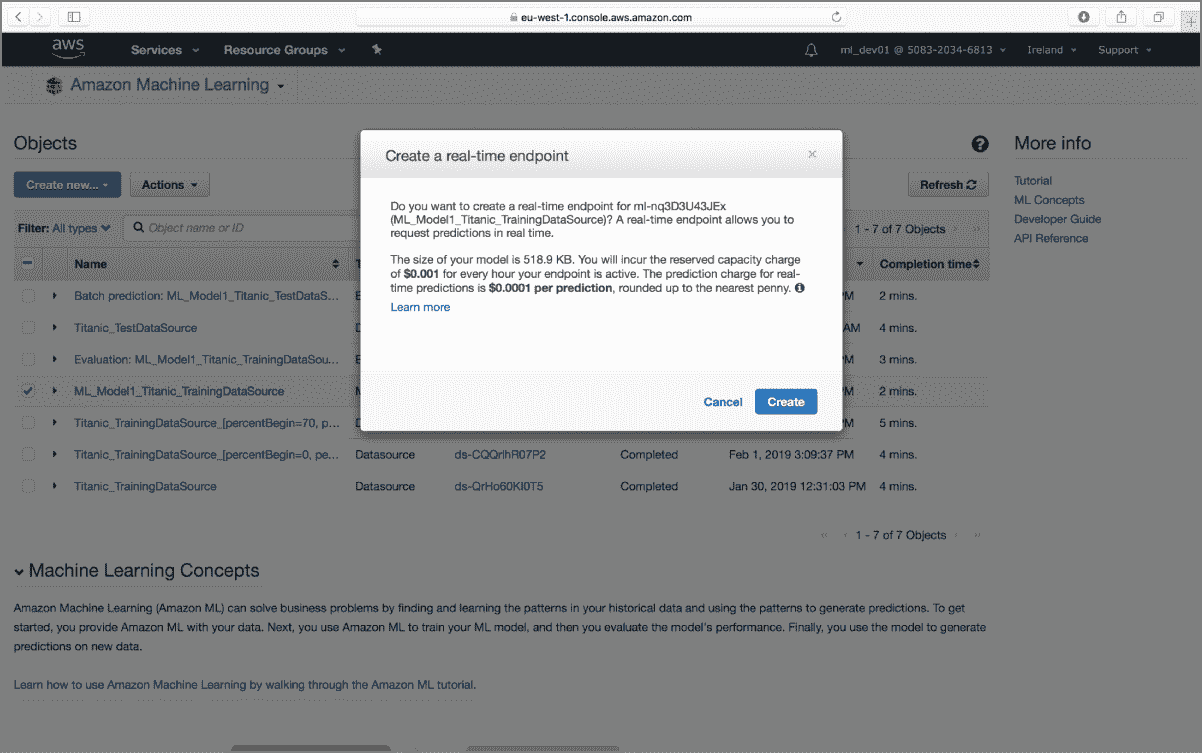 eu-west-1.console.aws.amazon.com
aws Services Resource Groups ml_dev01 @ 5083-2034-6813 Ireland Support
Amazon Machine Learning
Objects
More info
Create new... Actions Refresh
Tutorial
ML Concepts
Developer Guide
API Reference
Filter: All types Object name or ID 1 - 7 of 7 Objects
Name Completion time
Batch prediction: ML_Model1_Titanic_TestDataS... 2 mins.
Titanic_TestDataSource AM 4 mins.
Evaluation: ML_Model1_Titanic_TrainingDataSou... 3 mins.
ML_Model1_Titanic_TrainingDataSource 2 mins.
Titanic_TrainingDataSource_[percentBegin=70, p... 5 mins.
Titanic_TrainingDataSource_[percentBegin=0, pe... Datasource ds-CQQrlhR07P2 Completed Feb 1, 2019 3:09:37 PM 4 mins.
Titanic_TrainingDataSource Datasource ds-QrHo60KI0T5 Completed Jan 30, 2019 12:31:03 PM 4 mins.
1 - 7 of 7 Objects
Create a real-time endpoint
Do you want to create a real-time endpoint for ml-nq3D3U43JEx
(ML_Model1_Titanic_TrainingDataSource)? A real-time endpoint allows you to
request predictions in real time.
The size of your model is 518.9 KB. You will incur the reserved capacity charge
of $0.001 for every hour your endpoint is active. The prediction charge for real-
time predictions is $0.0001 per prediction, rounded up to the nearest penny.
Learn more
Cancel Create
Machine Learning Concepts
Amazon Machine Learning (Amazon ML) can solve business problems by finding and learning the patterns in your historical data and using the patterns to generate predictions. To get
started, you provide Amazon ML with your data. Next, you use Amazon ML to train your ML model, and then you evaluate the model's performance. Finally, you use the model to generate
predictions on new data.
Learn how to use Amazon Machine Learning by walking through the Amazon ML tutorial.